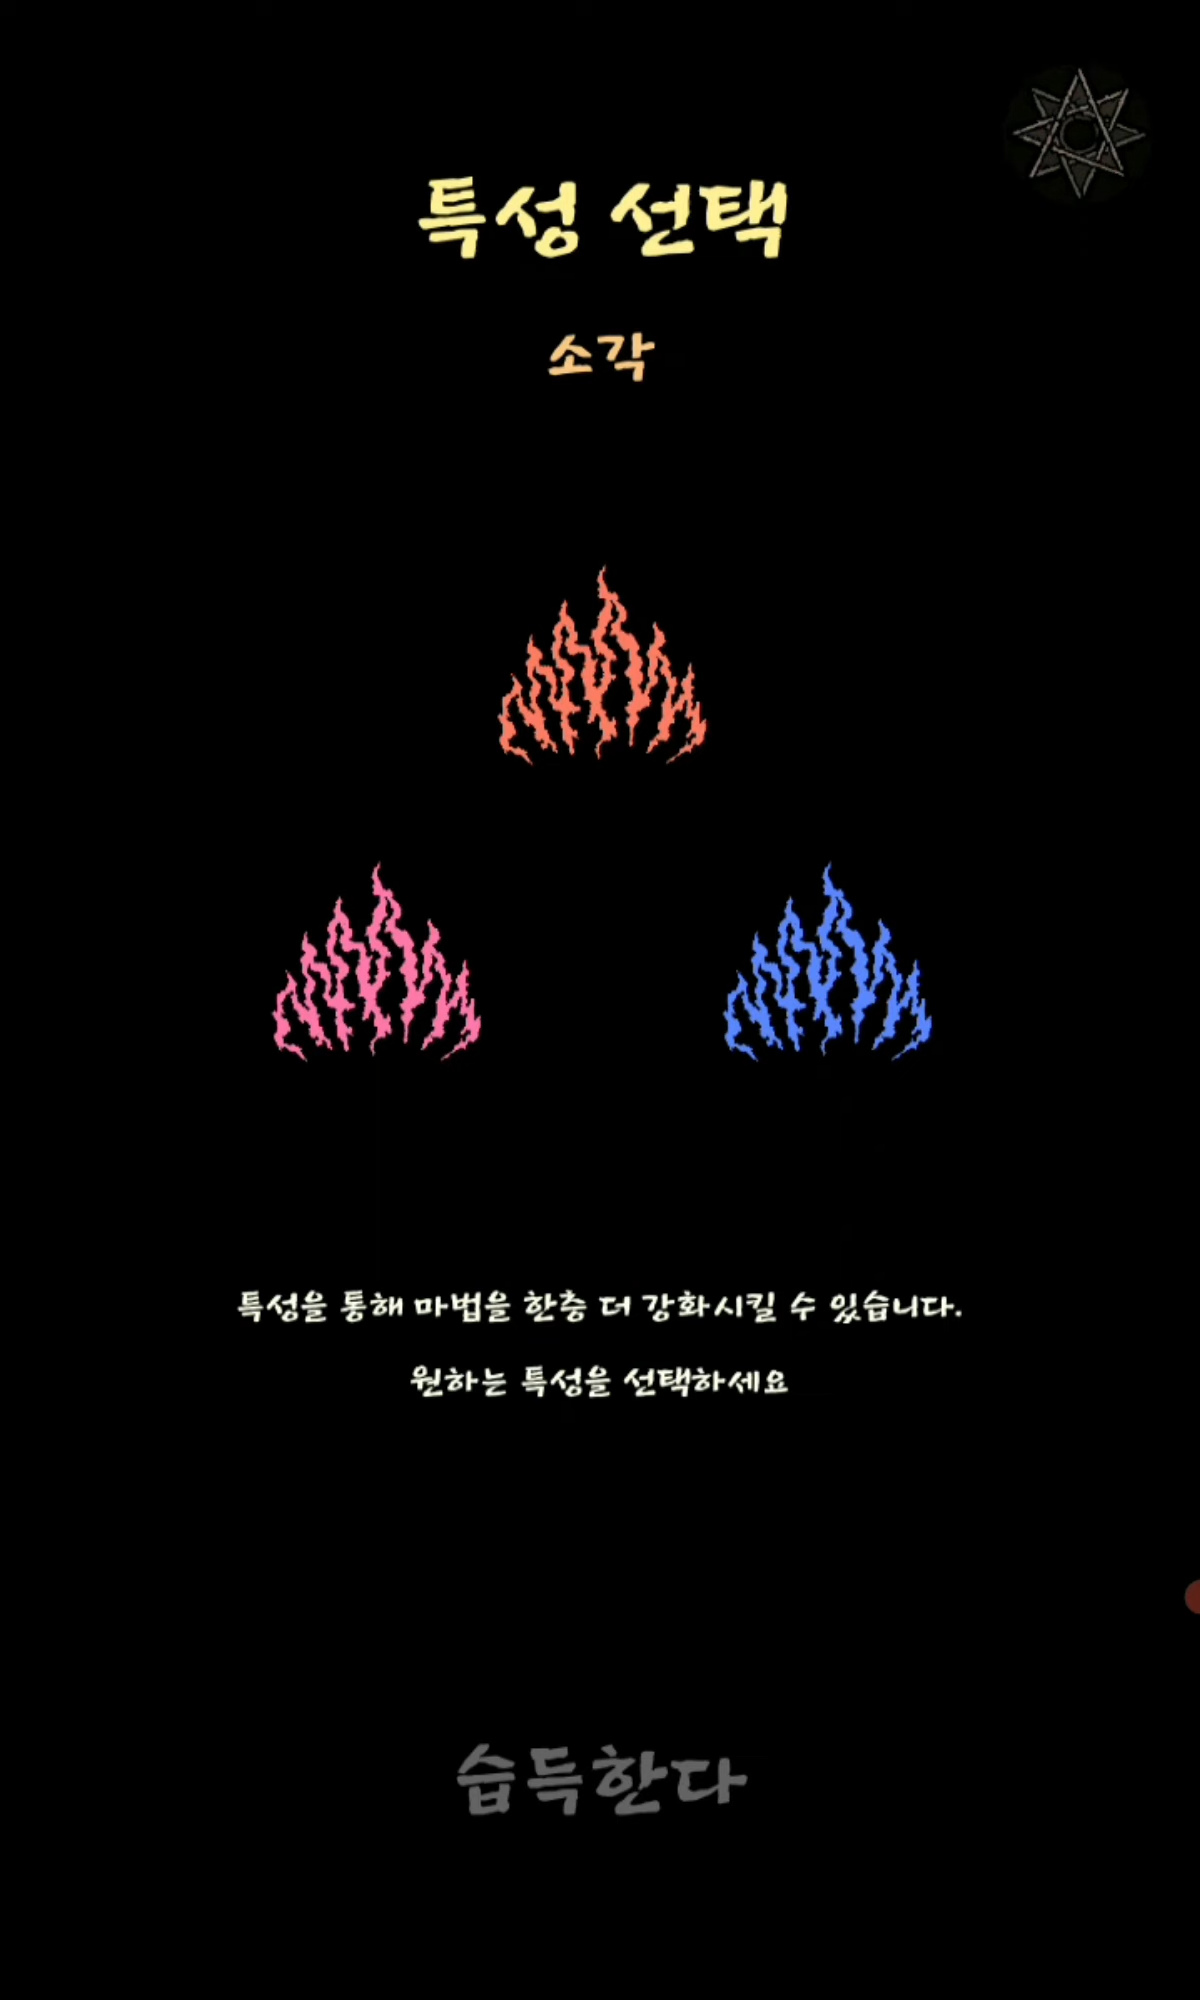 특성 선택
소각
특성을 통해 마법을 한층 더 강화시킬 수 있습니다.
원하는 특성을 선택하세요
습득한다